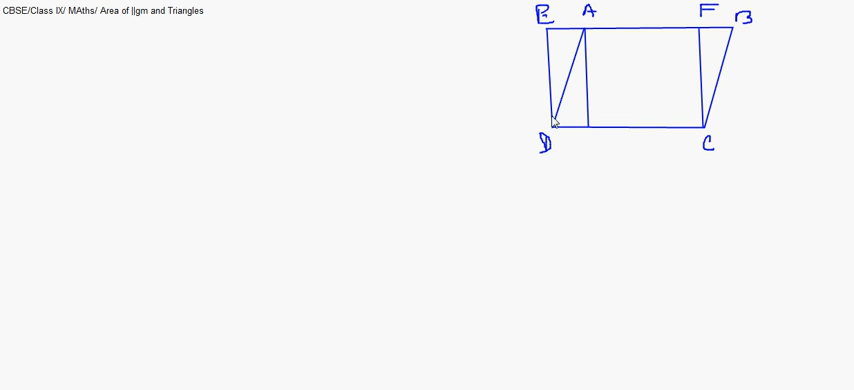 CBSE/Class IX/ MAths/ Area of ||gm and Triangles
E A F B
D C